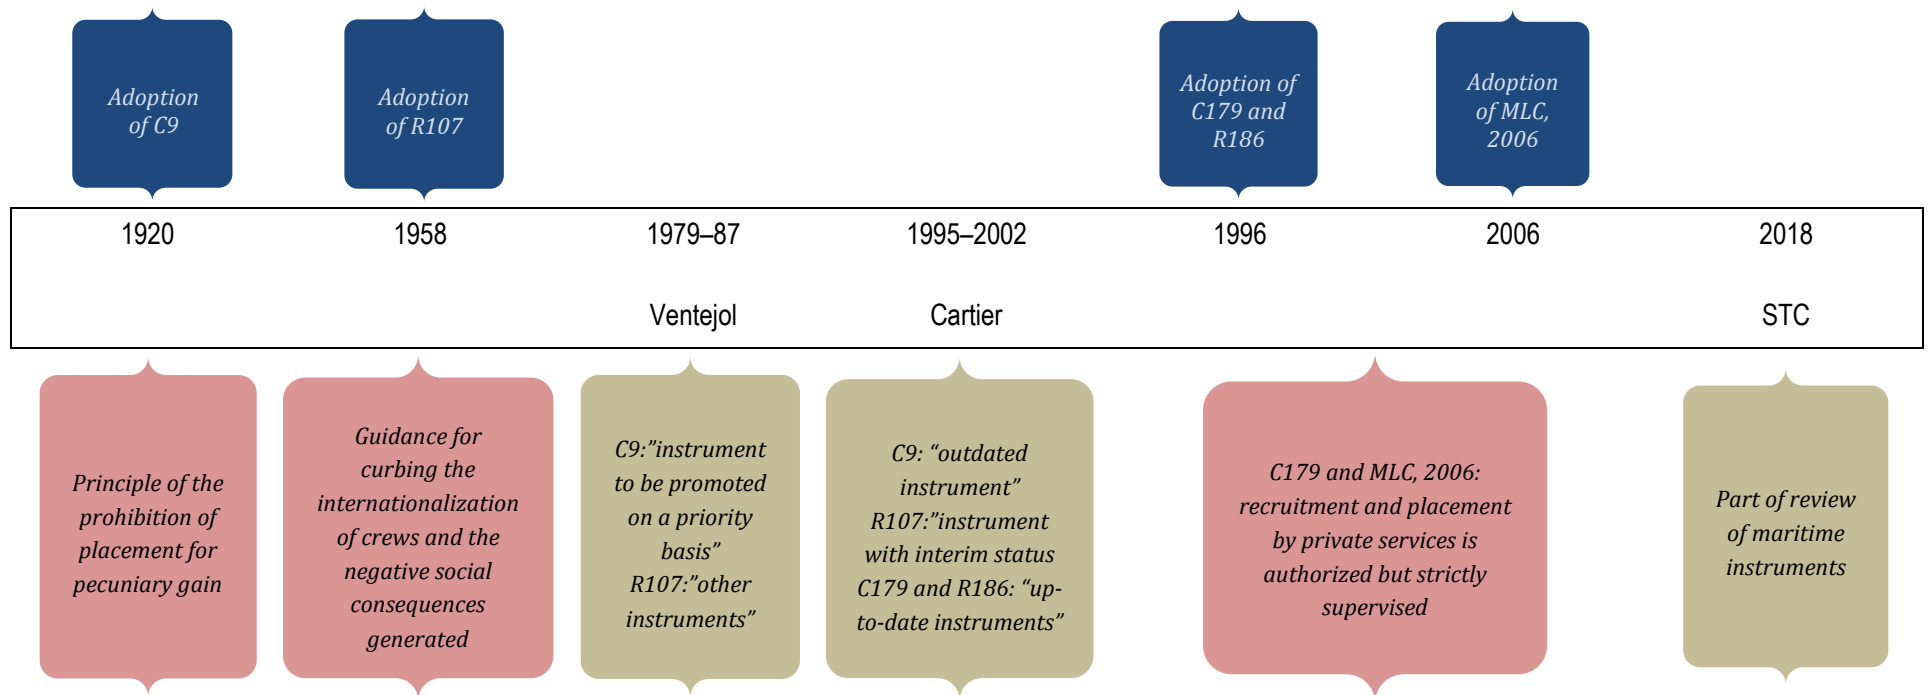 Adoption
of C9
Adoption
of R107
Adoption of
C179 and
R186
Adoption
of MLC,
2006
1920
1958
1979–87
1995–2002
1996
2006
2018
Ventejol
Cartier
STC
Principle of the
prohibition of
placement for
pecuniary gain
Guidance for
curbing the
internationalization
of crews and the
negative social
consequences
generated
C9:”instrument
to be promoted
on a priority
basis”
R107:”other
instruments”
C9: “outdated
instrument”
R107:”instrument
with interim status
C179 and R186: “up-
to-date instruments”
C179 and MLC, 2006:
recruitment and placement
by private services is
authorized but strictly
supervised
Part of review
of maritime
instruments